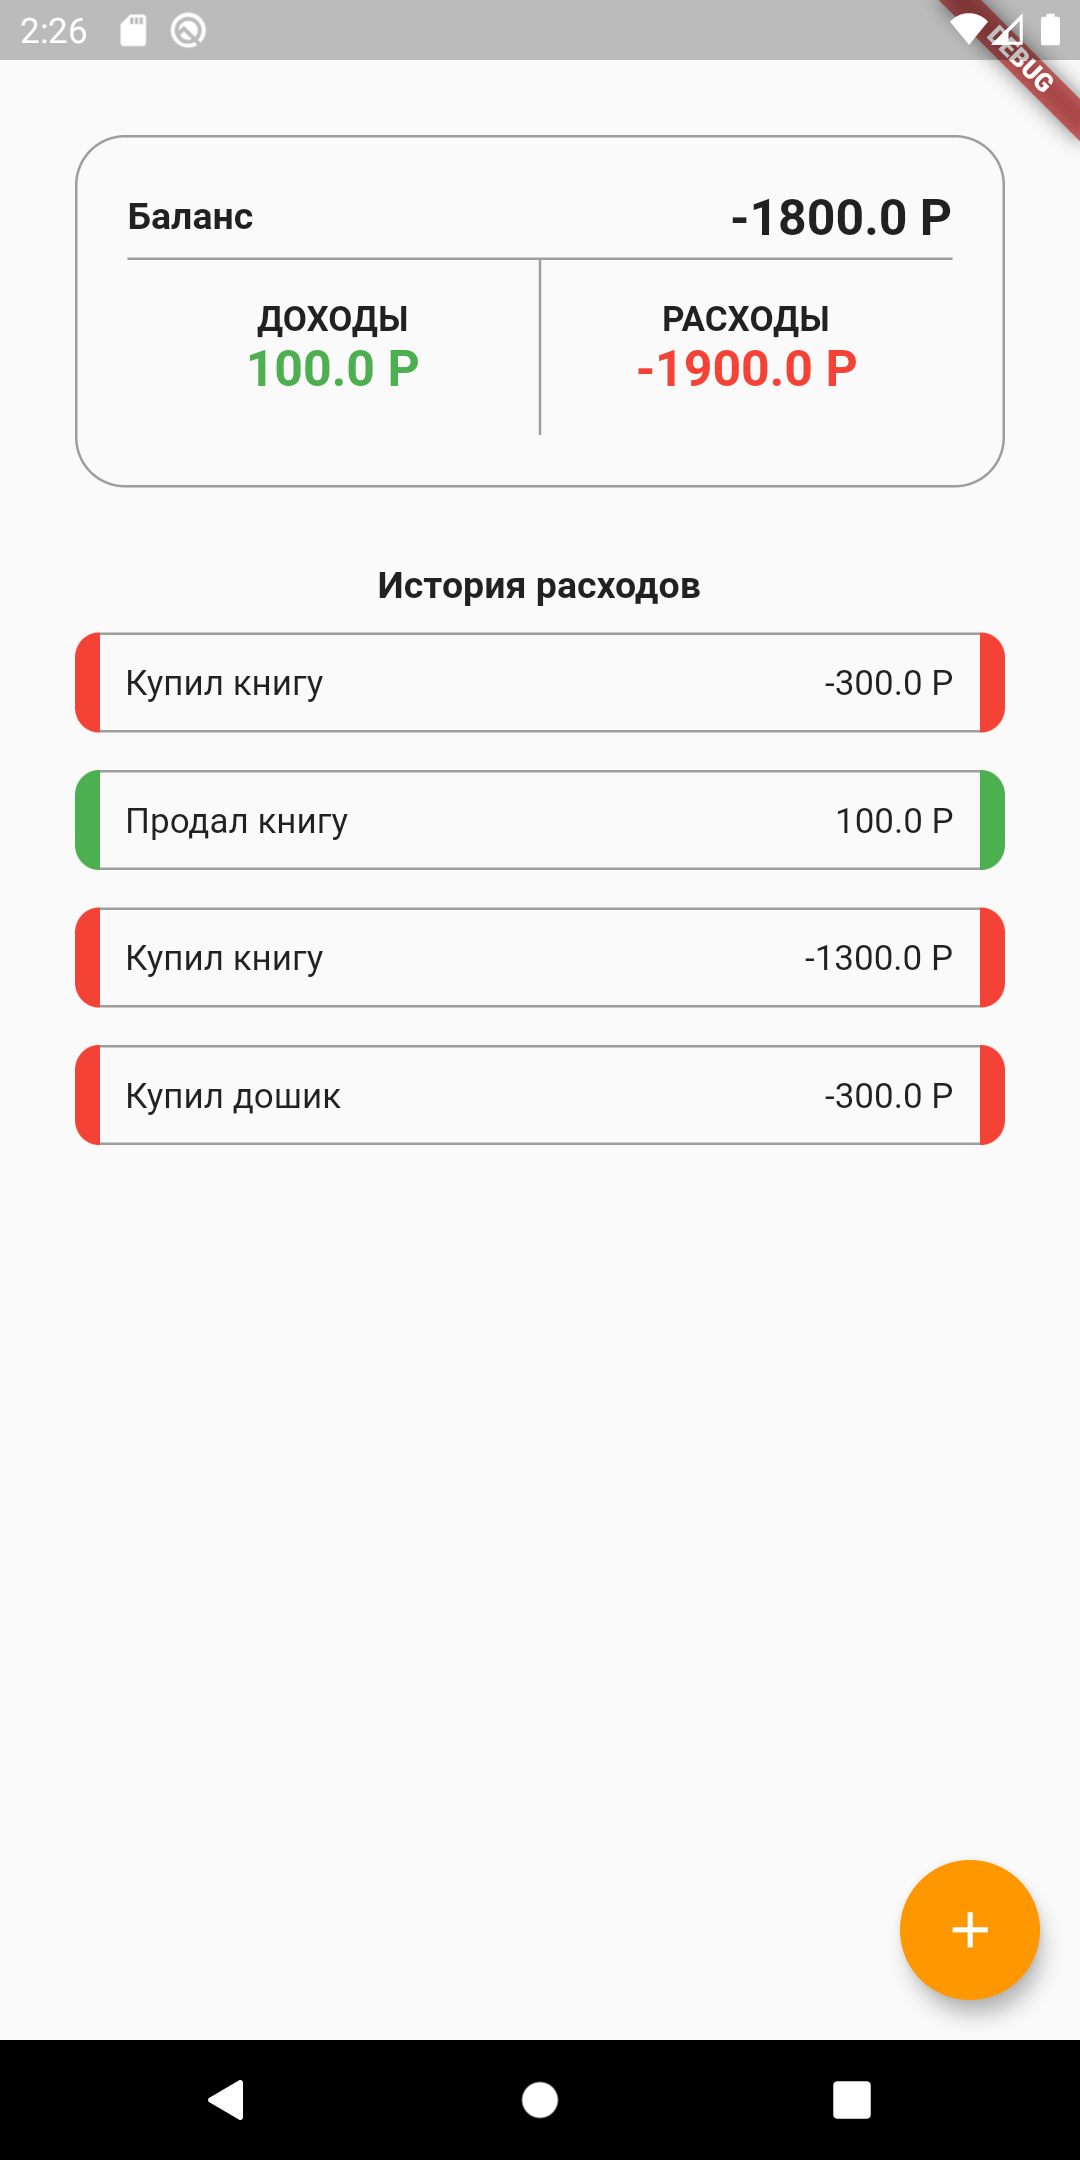 2:26
DEBUG
Баланс -1800.0 Р
ДОХОДЫ РАСХОДЫ
100.0 Р -1900.0 Р
История расходов
Купил книгу -300.0 Р
Продал книгу 100.0 Р
Купил книгу -1300.0 Р
Купил дошик -300.0 Р